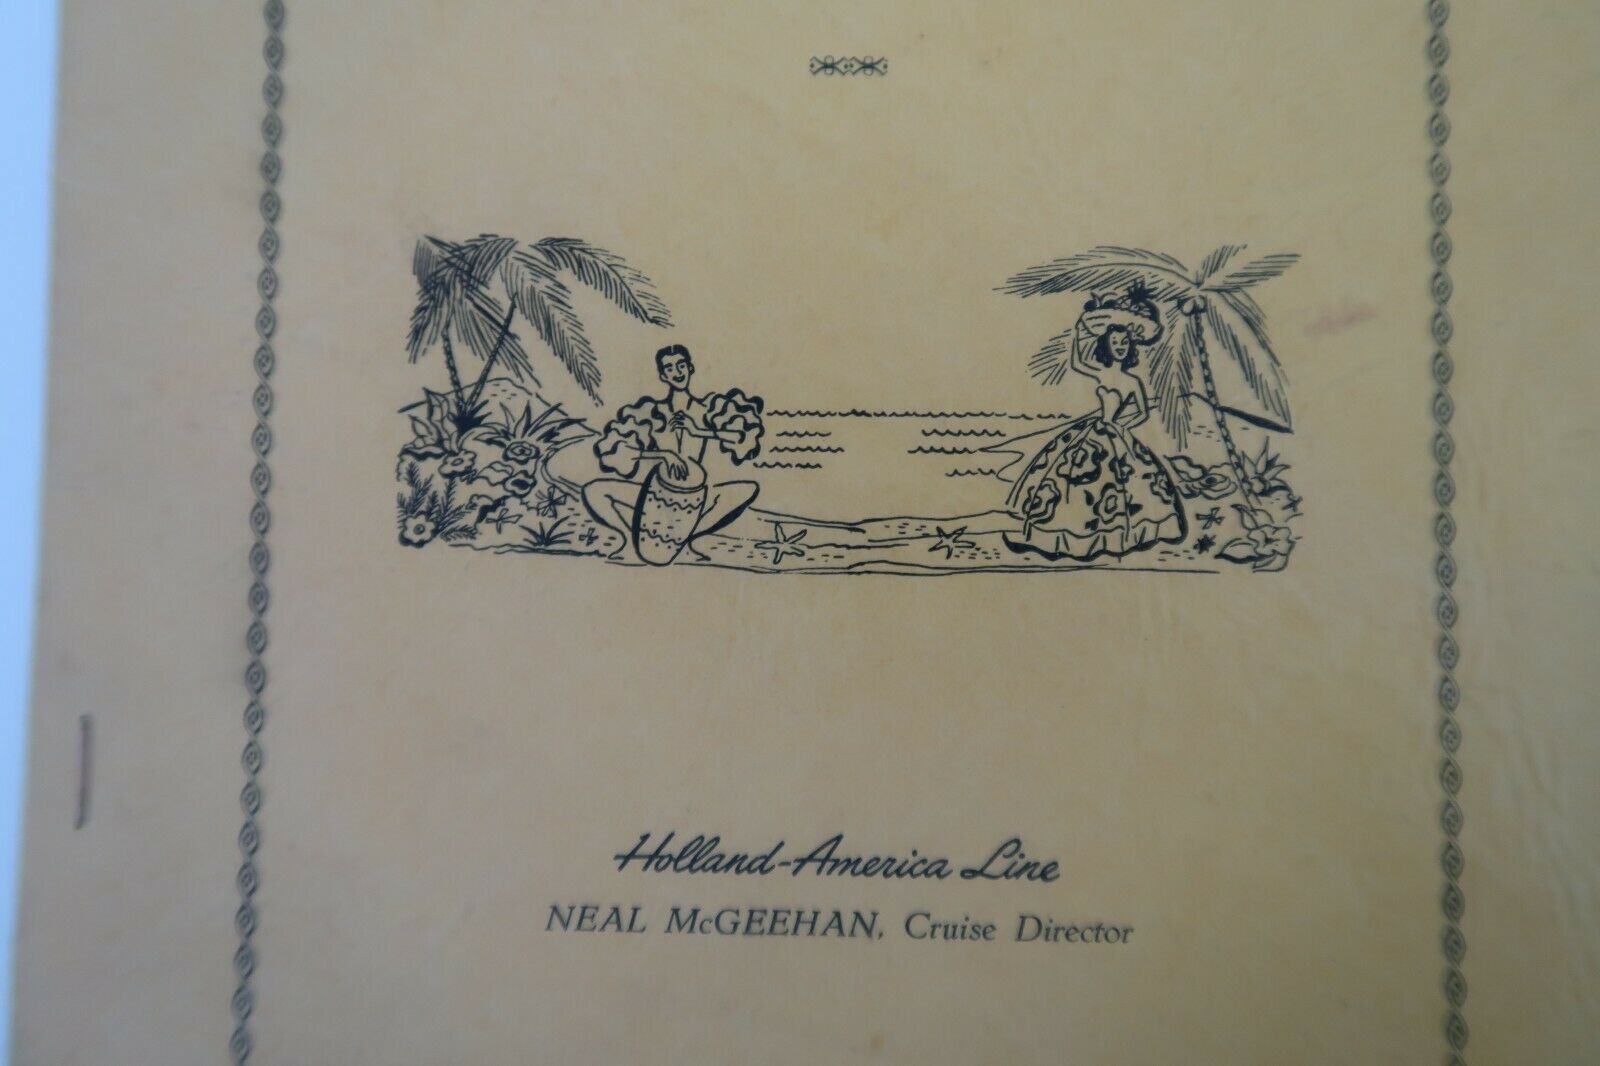 Holland-America Line
NEAL McGEEHAN, Cruise Director